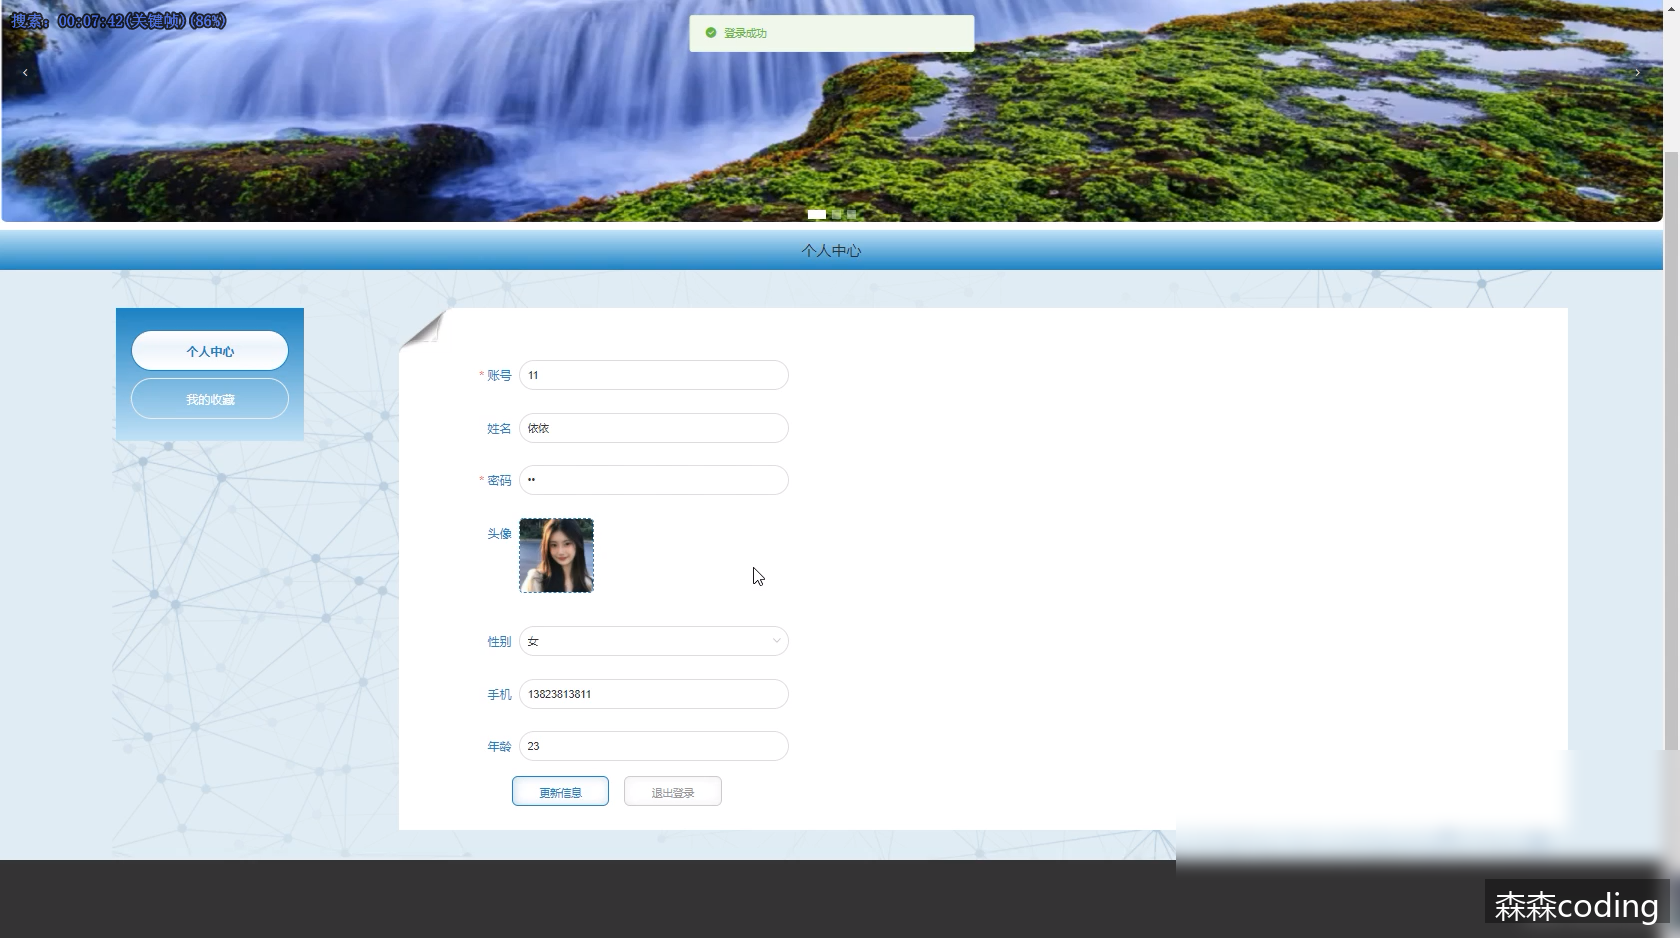 搜索：00:07:42(关键帧)(86%)
登录成功
个人中心
个人中心
我的收藏
* 账号 11
姓名 依依
* 密码 ••
头像
性别 女
手机 13823813811
年龄 23
更新信息 退出登录
森森coding